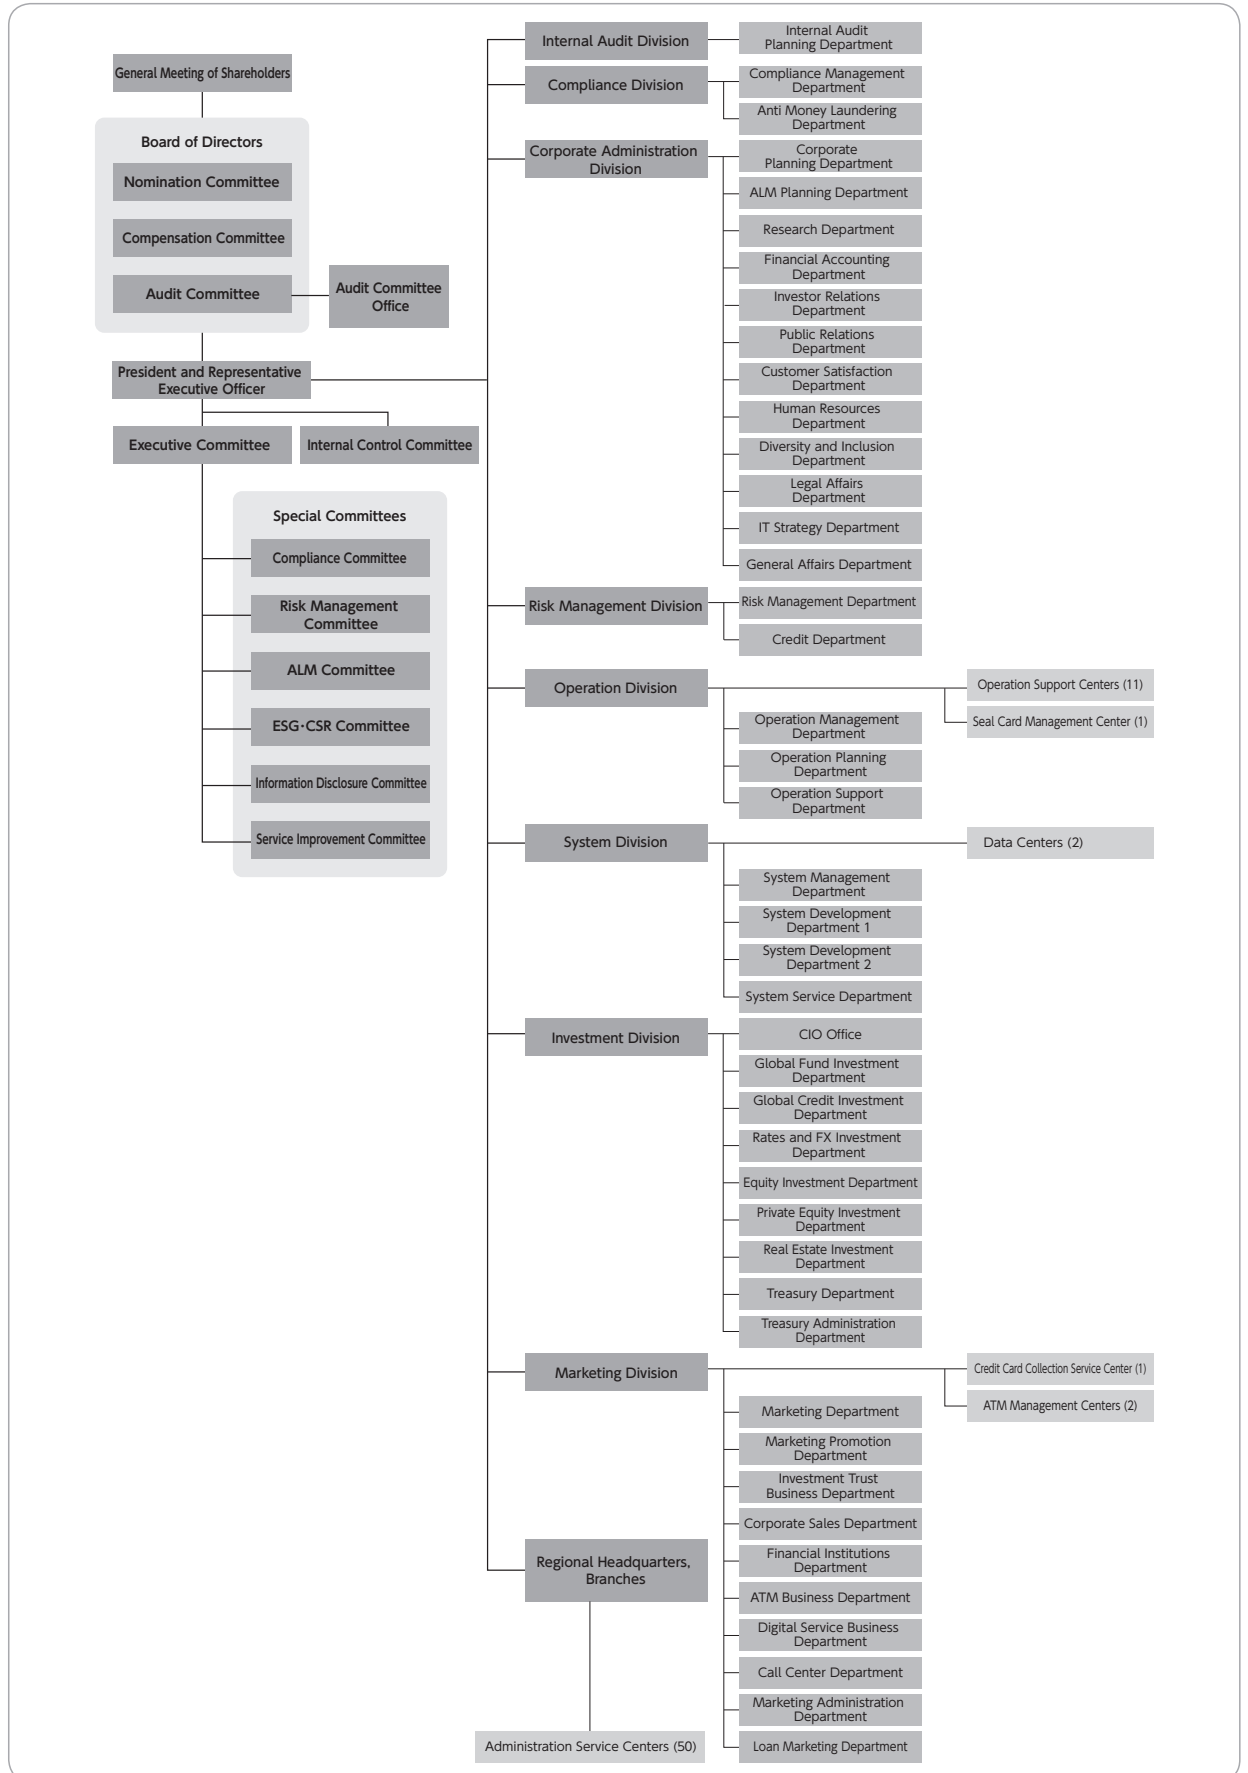 General Meeting of Shareholders
Board of Directors
Nomination Committee
Compensation Committee
Audit Committee
Audit Committee
Office
President and Representative
Executive Officer
Executive Committee
Internal Control Committee
Special Committees
Compliance Committee
Risk Management
Committee
ALM Committee
ESG・CSR Committee
Information Disclosure Committee
Service Improvement Committee
Internal Audit Division
Internal Audit
Planning Department
Compliance Division
Compliance Management
Department
Anti Money Laundering
Department
Corporate Administration
Division
Corporate
Planning Department
ALM Planning Department
Research Department
Financial Accounting
Department
Investor Relations
Department
Public Relations
Department
Customer Satisfaction
Department
Human Resources
Department
Diversity and Inclusion
Department
Legal Affairs
Department
IT Strategy Department
General Affairs Department
Risk Management Division
Risk Management Department
Credit Department
Operation Division
Operation Support Centers (11)
Seal Card Management Center (1)
Operation Management
Department
Operation Planning
Department
Operation Support
Department
System Division
Data Centers (2)
System Management
Department
System Development
Department 1
System Development
Department 2
System Service Department
Investment Division
CIO Office
Global Fund Investment
Department
Global Credit Investment
Department
Rates and FX Investment
Department
Equity Investment Department
Private Equity Investment
Department
Real Estate Investment
Department
Treasury Department
Treasury Administration
Department
Marketing Division
Credit Card Collection Service Center (1)
ATM Management Centers (2)
Marketing Department
Marketing Promotion
Department
Investment Trust
Business Department
Corporate Sales Department
Financial Institutions
Department
ATM Business Department
Digital Service Business
Department
Call Center Department
Marketing Administration
Department
Loan Marketing Department
Regional Headquarters,
Branches
Administration Service Centers (50)